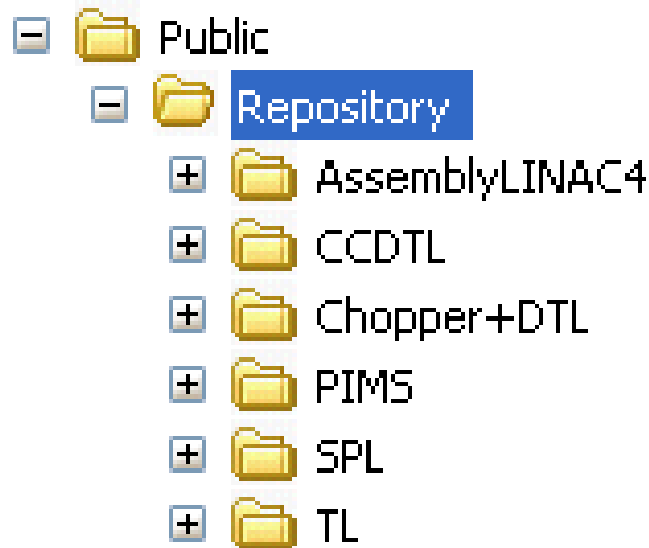 Public
Repository
AssemblyLINAC4
CCDTL
Chopper+DTL
PIMS
SPL
TL